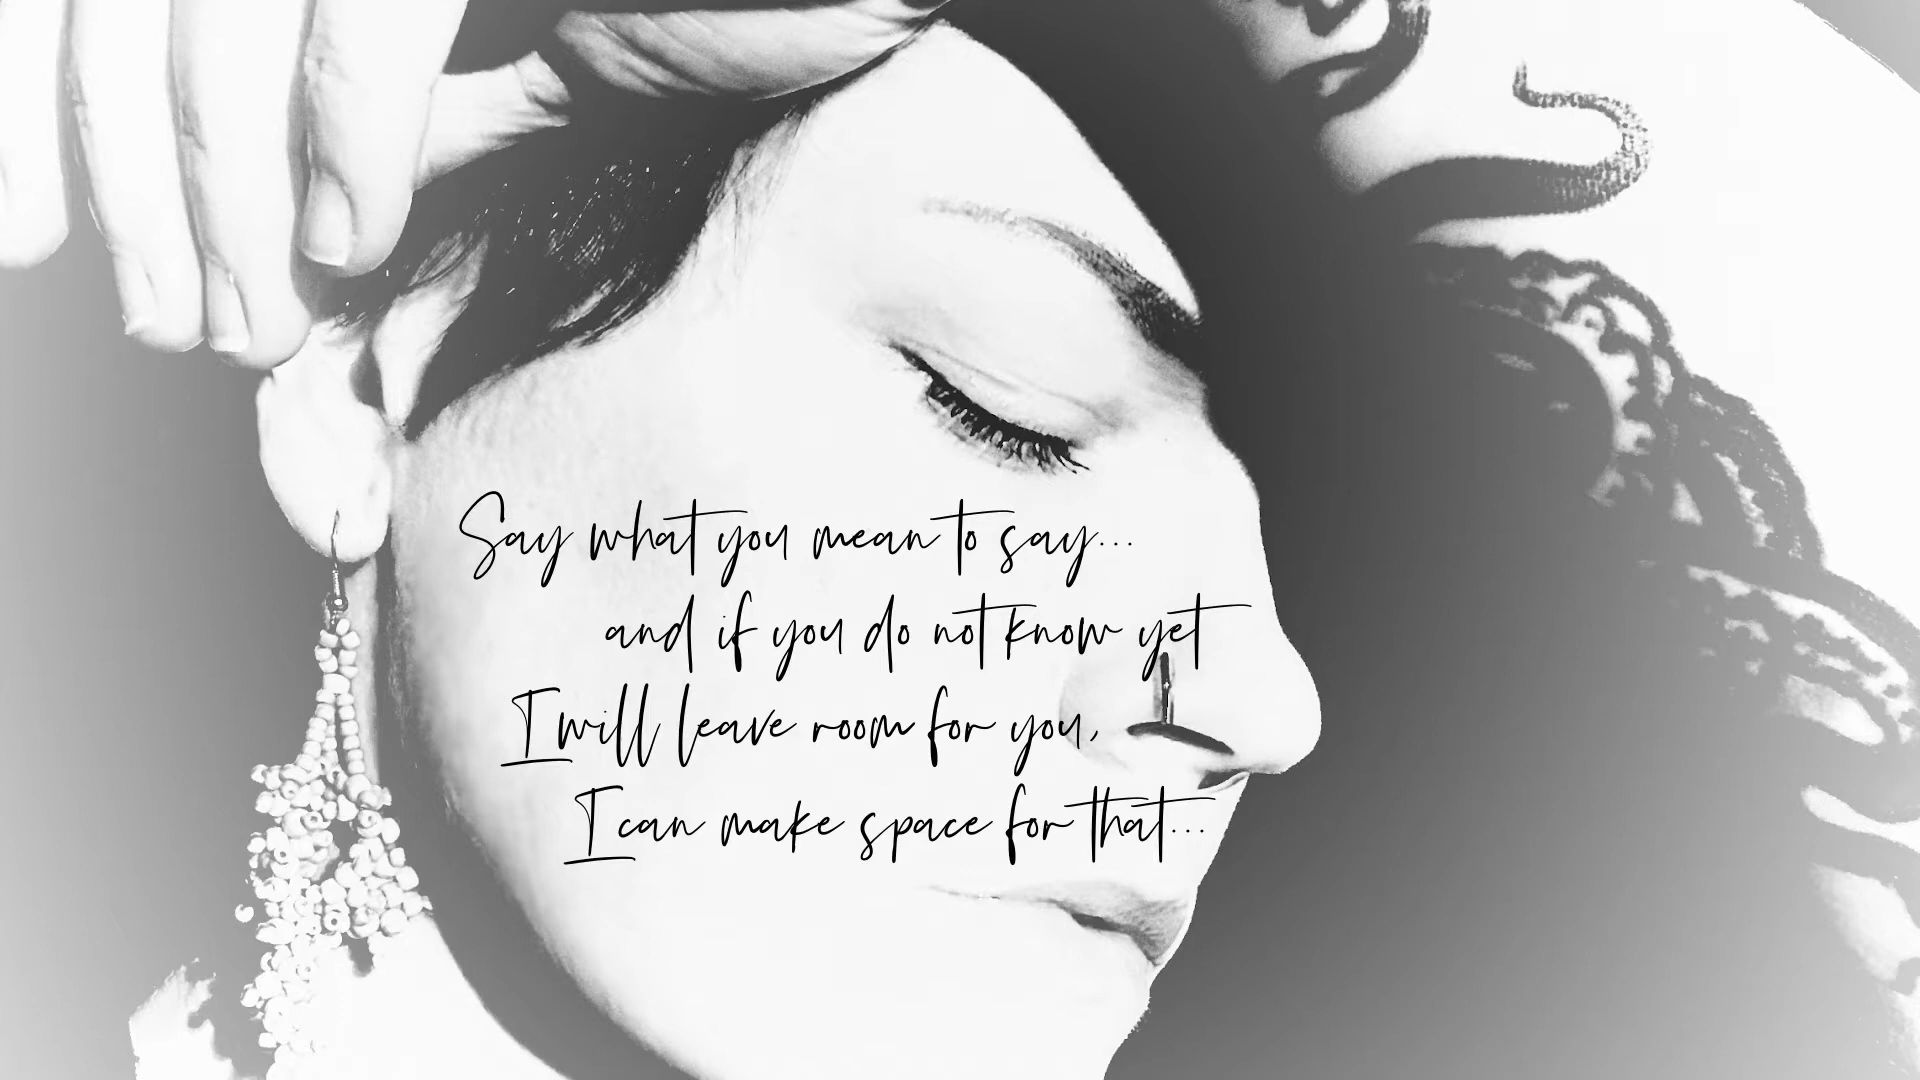 Say what you mean to say...
and if you do not know yet
I will leave room for you,
I can make space for that...